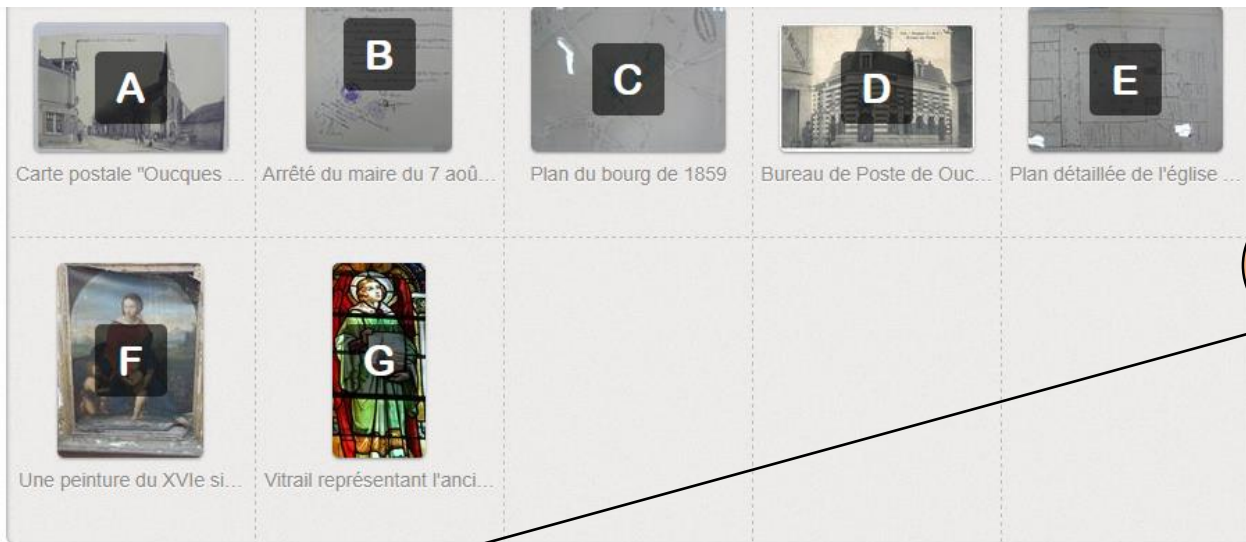 A
B
C
D
E
Carte postale "Oucques ...
Arrêté du maire du 7 aoû...
Plan du bourg de 1859
Bureau de Poste de Ouc...
Plan détaillée de l'église ...
F
G
Une peinture du XVIe si...
Vitrail représentant l'anci...